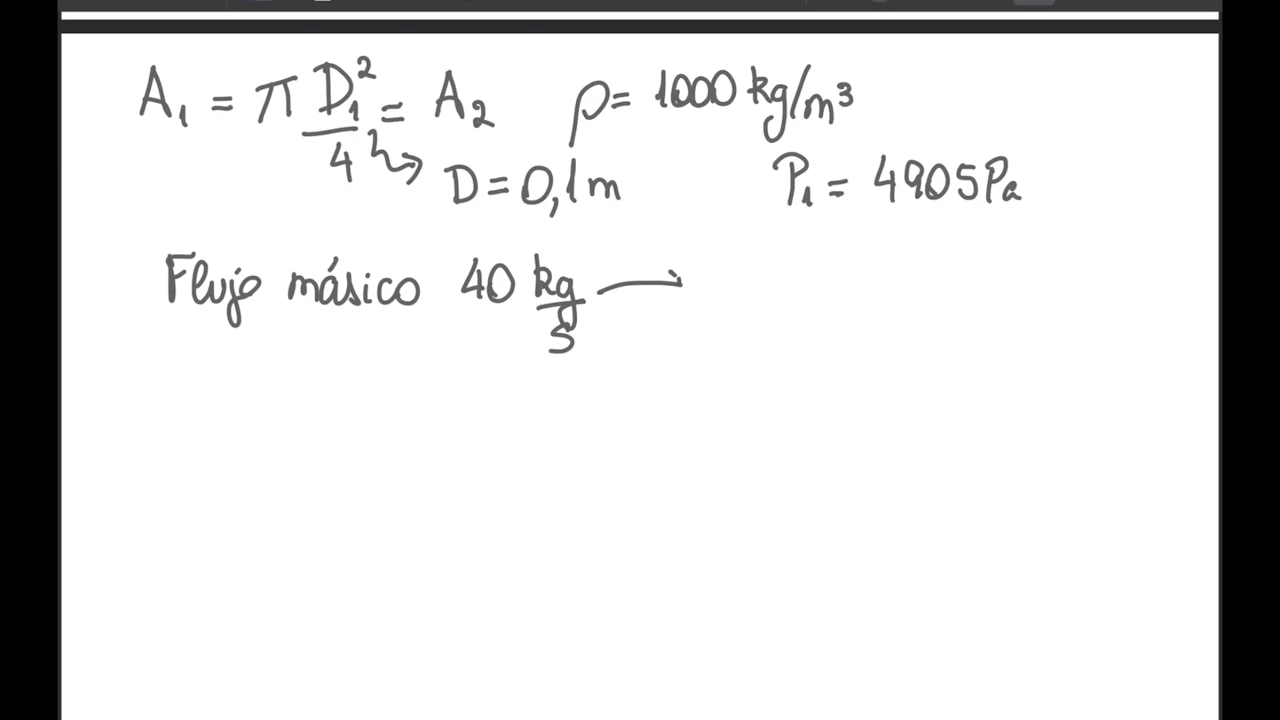 A₁ = π D₁²/4 = A₂ ρ = 1000 kg/m³
D = 0,1 m P₁ = 4905 Pa
Flujo másico 40 kg/s →